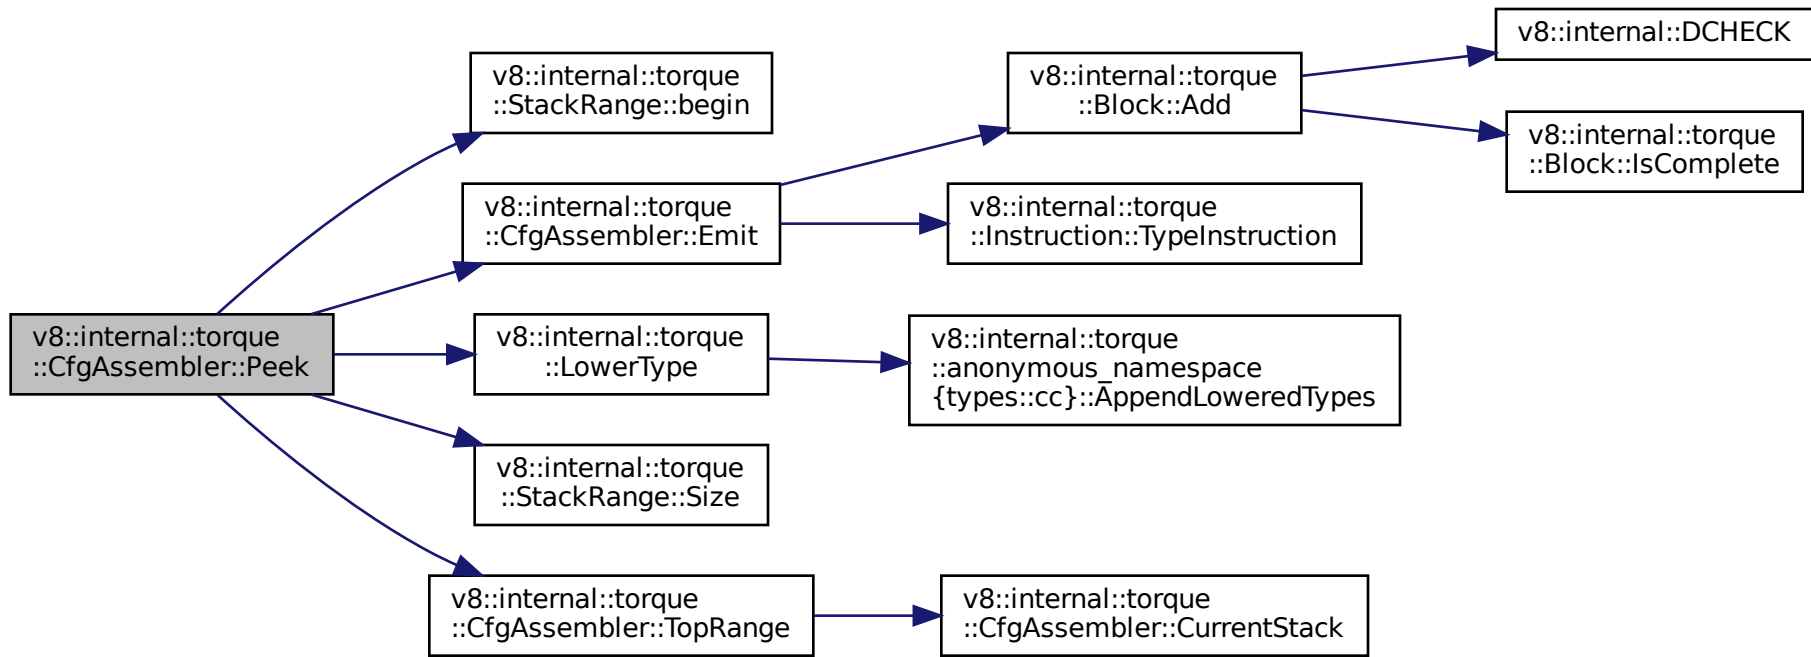 v8::internal::torque
::CfgAssembler::Peek
v8::internal::torque
::StackRange::begin
v8::internal::torque
::CfgAssembler::Emit
v8::internal::torque
::Block::Add
v8::internal::DCHECK
v8::internal::torque
::Block::IsComplete
v8::internal::torque
::Instruction::TypeInstruction
v8::internal::torque
::LowerType
v8::internal::torque
::anonymous_namespace
{types::cc}::AppendLoweredTypes
v8::internal::torque
::StackRange::Size
v8::internal::torque
::CfgAssembler::TopRange
v8::internal::torque
::CfgAssembler::CurrentStack